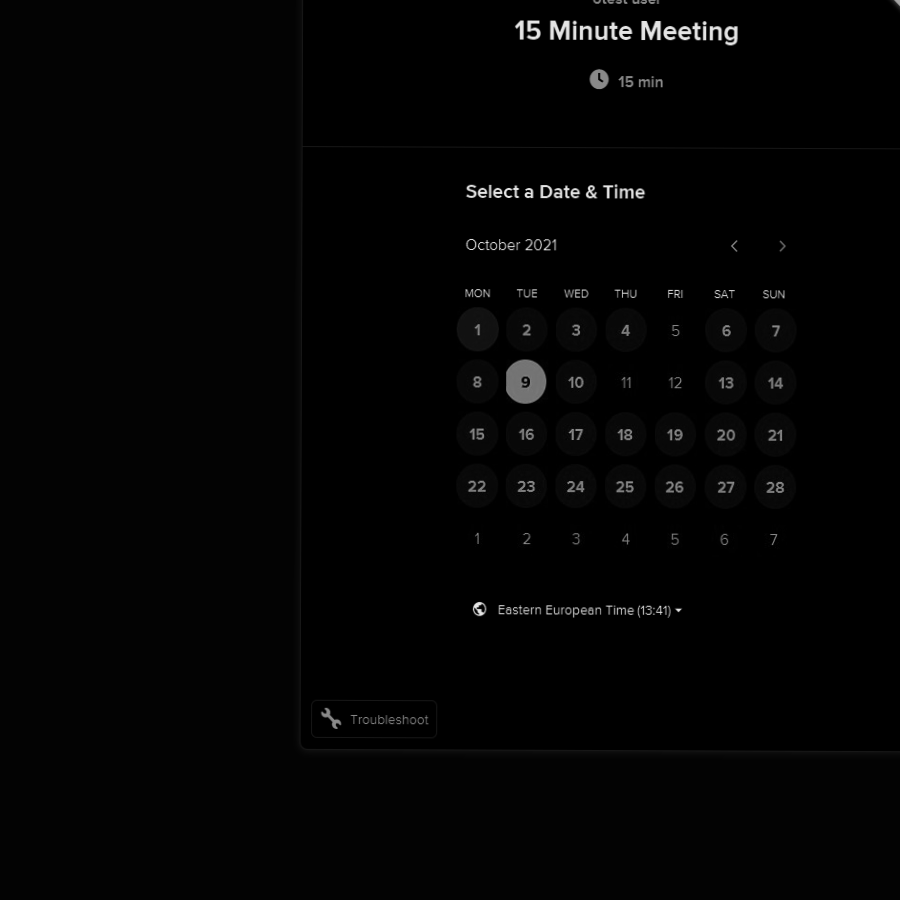 15 Minute Meeting
15 min
Select a Date & Time
October 2021
MON TUE WED THU FRI SAT SUN
1 2 3 4 5 6 7
8 9 10 11 12 13 14
15 16 17 18 19 20 21
22 23 24 25 26 27 28
1 2 3 4 5 6 7
Eastern European Time (13:41)
Troubleshoot